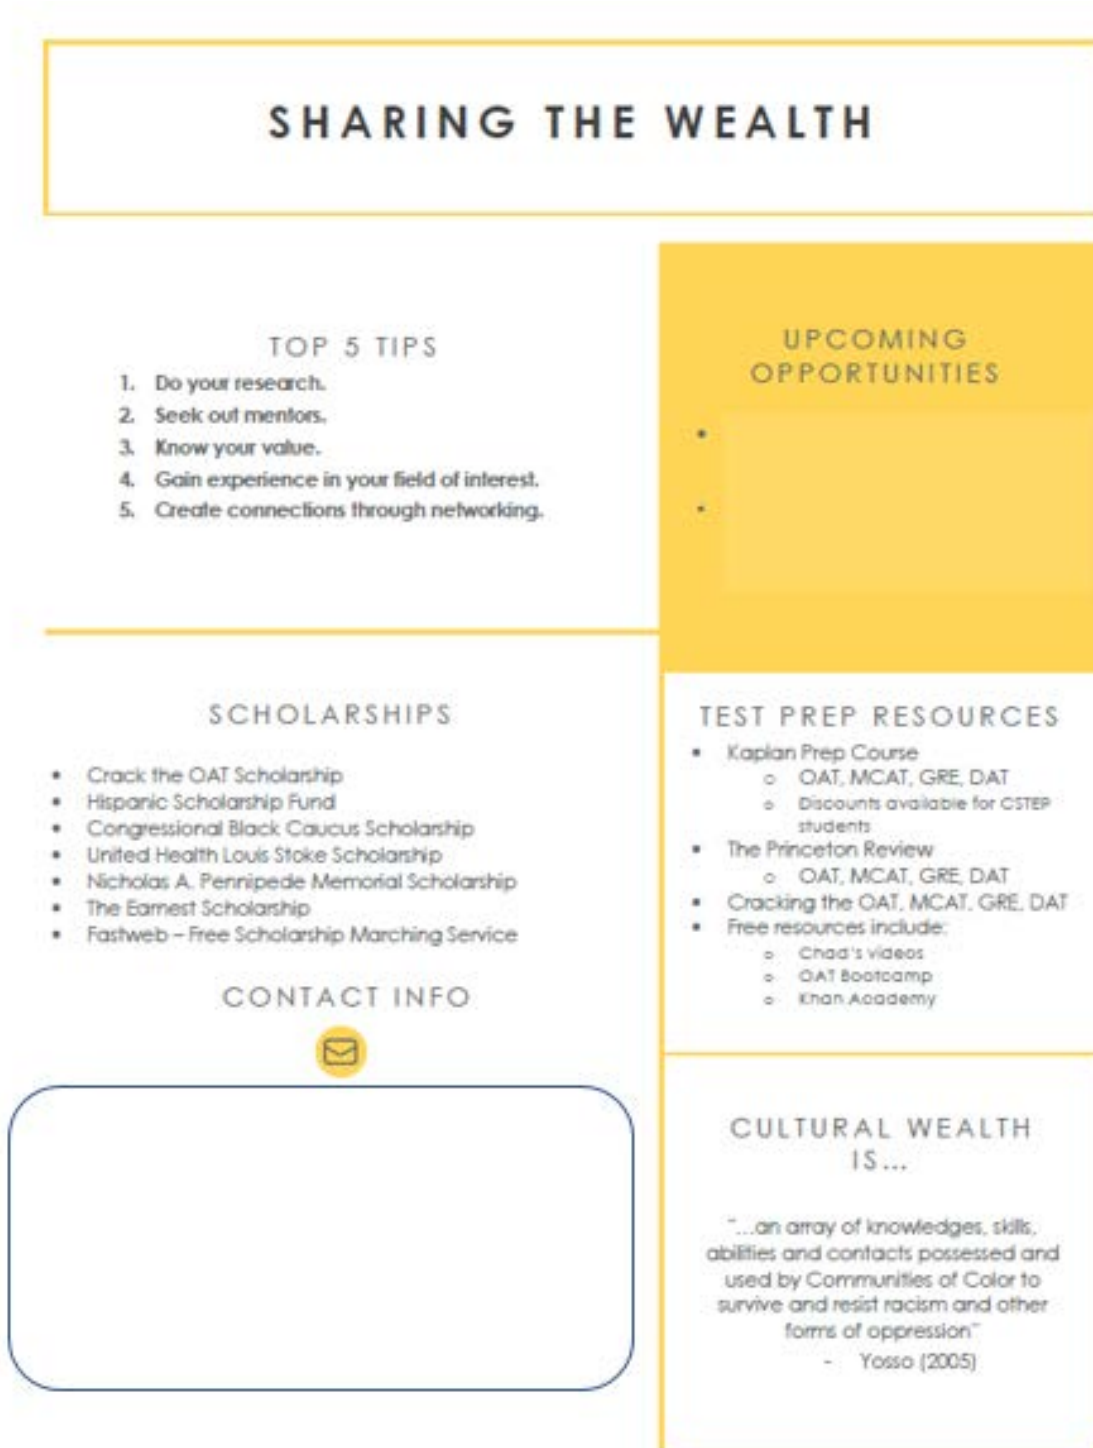 SHARING THE WEALTH
TOP 5 TIPS
1. Do your research.
2. Seek out mentors.
3. Know your value.
4. Gain experience in your field of interest.
5. Create connections through networking.
UPCOMING
OPPORTUNITIES
•
•
SCHOLARSHIPS
• Crack the OAT Scholarship
• Hispanic Scholarship Fund
• Congressional Black Caucus Scholarship
• United Health Louis Stoke Scholarship
• Nicholas A. Pennipede Memorial Scholarship
• The Earnest Scholarship
• Fastweb – Free Scholarship Marching Service
CONTACT INFO
TEST PREP RESOURCES
• Kaplan Prep Course
o OAT, MCAT, GRE, DAT
o Discounts available for CSTEP
students
• The Princeton Review
o OAT, MCAT, GRE, DAT
• Cracking the OAT, MCAT, GRE, DAT
• Free resources include:
o Chad's videos
o OAT Bootcamp
o Khan Academy
CULTURAL WEALTH
IS...
"...an array of knowledges, skills,
abilities and contacts possessed and
used by Communities of Color to
survive and resist racism and other
forms of oppression"
- Yosso (2005)